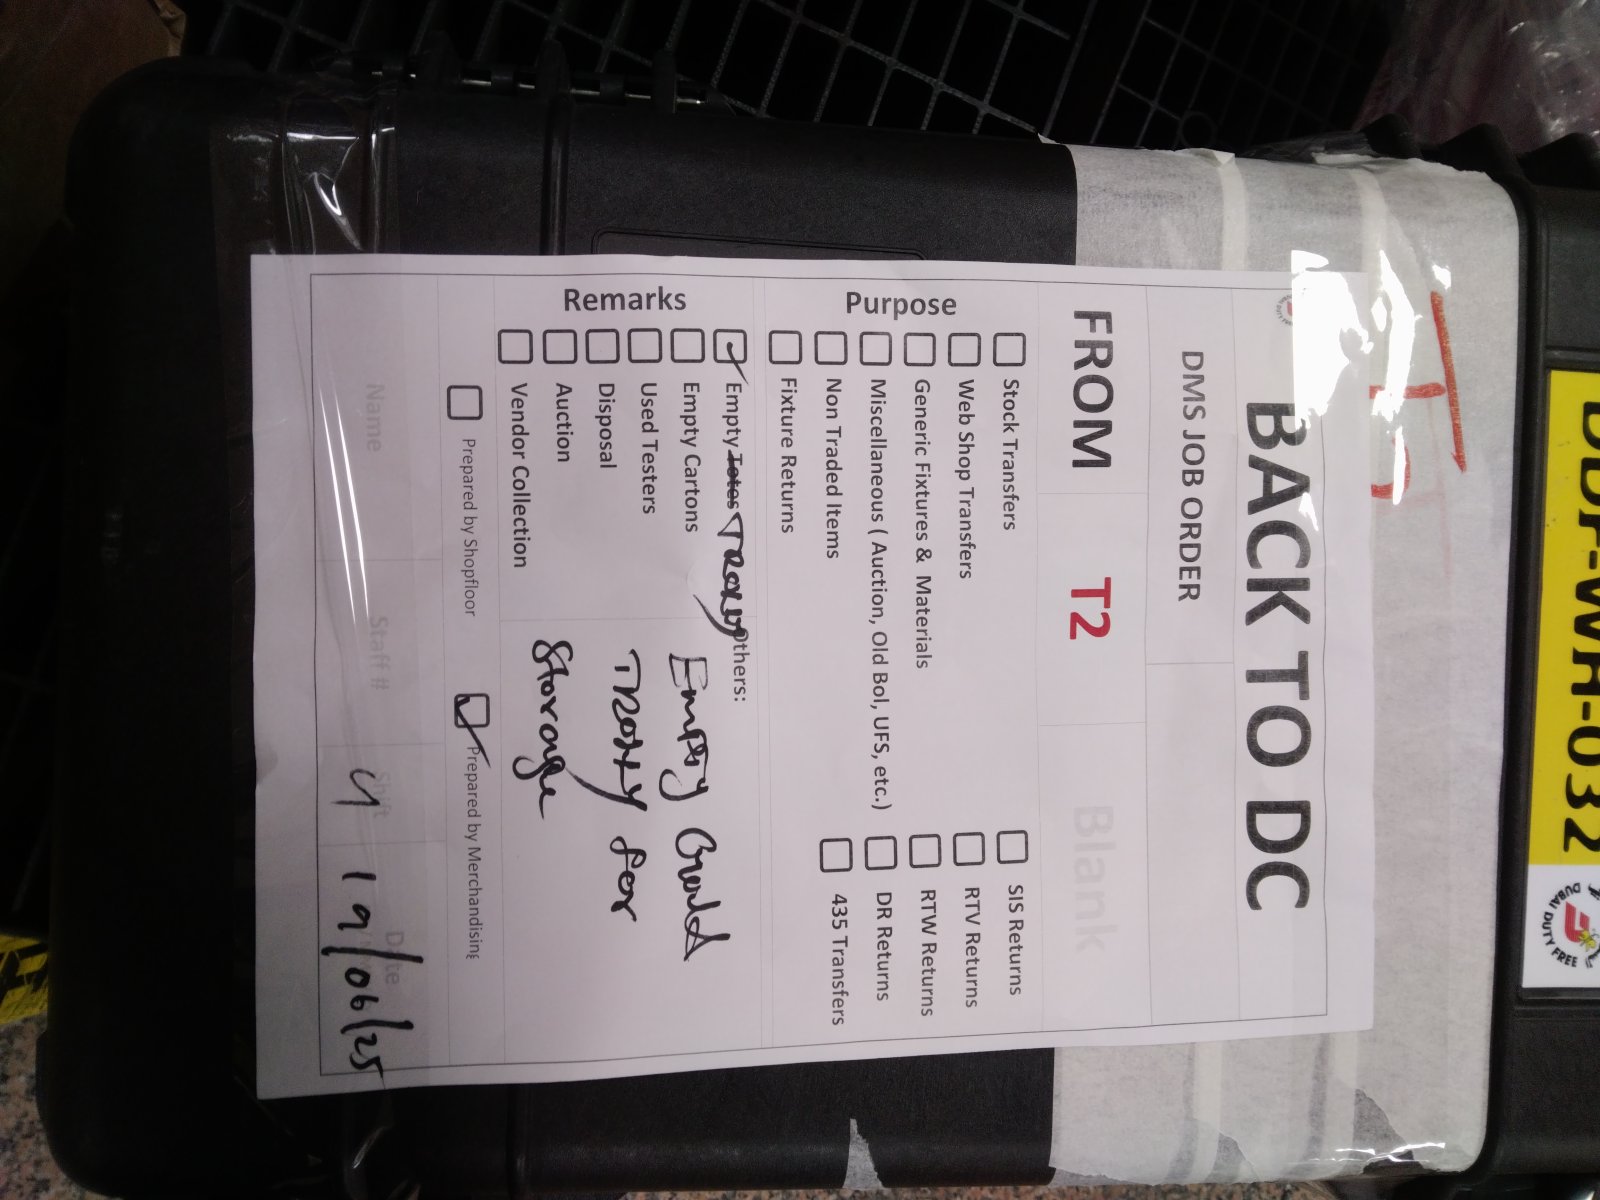 BACK TO DC
DMS JOB ORDER
FROM T2 Blank
Purpose
Stock Transfers
Web Shop Transfers
Generic Fixtures & Materials
Miscellaneous ( Auction, Old Bol, UFS, etc.)
Non Traded Items
Fixture Returns
SIS Returns
RTV Returns
RTW Returns
DR Returns
435 Transfers
Remarks
Empty Totes TROLLY
Empty Cartons
Used Testers
Disposal
Auction
Vendor Collection
Others:
Empty
TROLLY for
Storage
Prepared by Shopfloor
Prepared by Merchandising
Name Staff # Shift Date
19/06/25
DDF-WH-032
DUBAI DUTY FREE